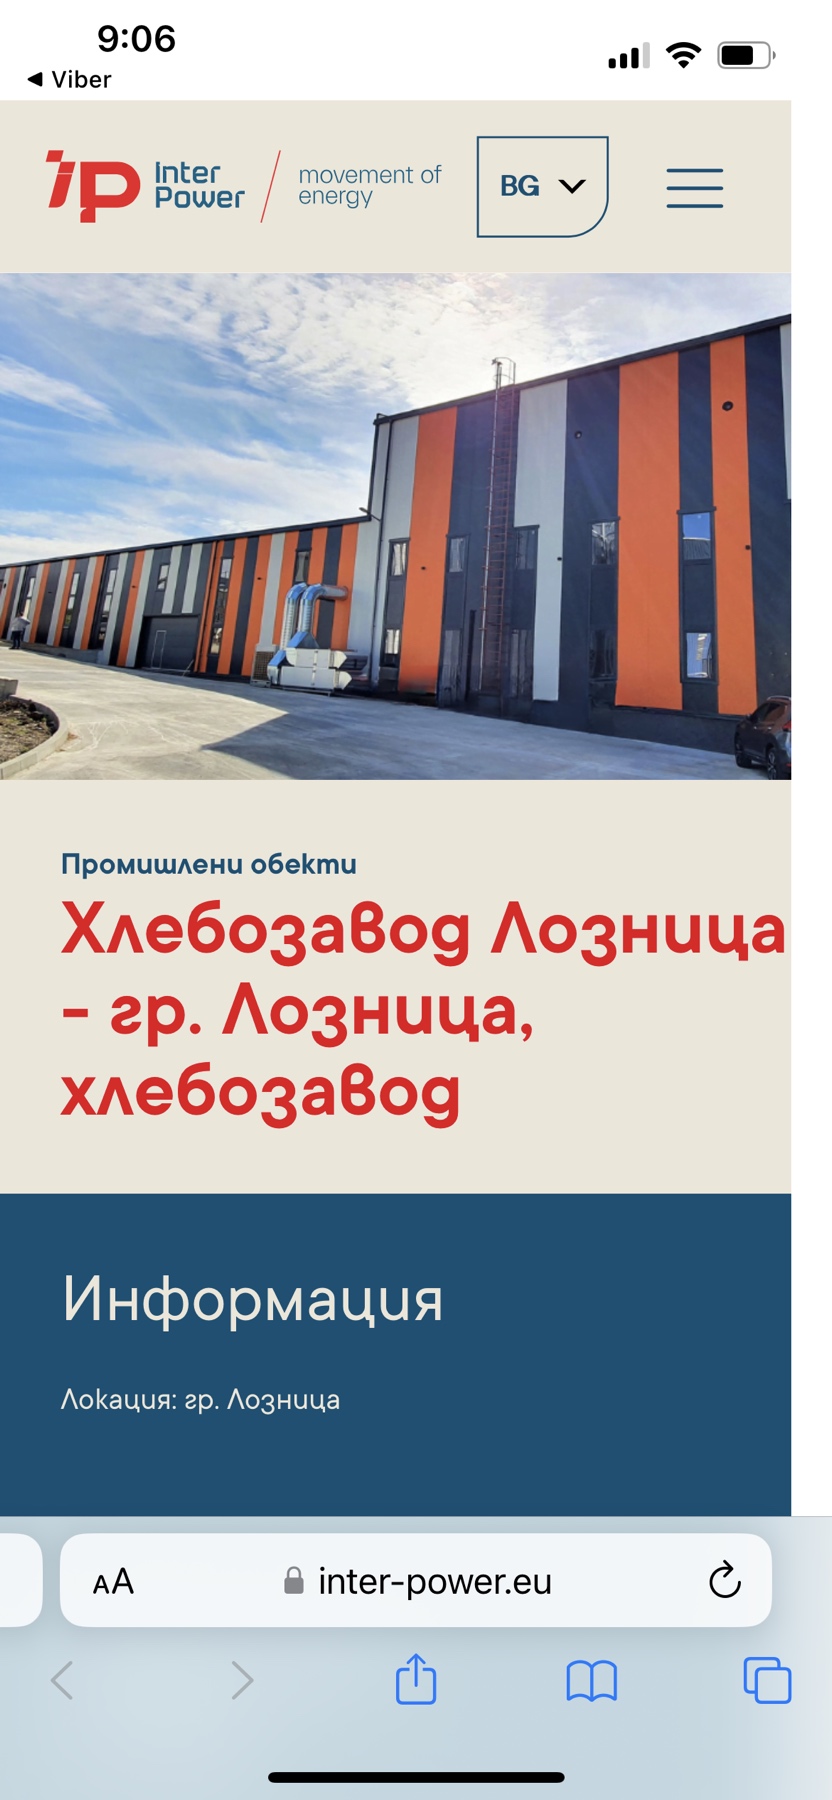 9:06
◀ Viber
ip Inter Power
movement of energy
BG
Промишлени обекти
Хлебозавод Лозница
- гр. Лозница,
хлебозавод
Информация
Локация: гр. Лозница
AA
inter-power.eu